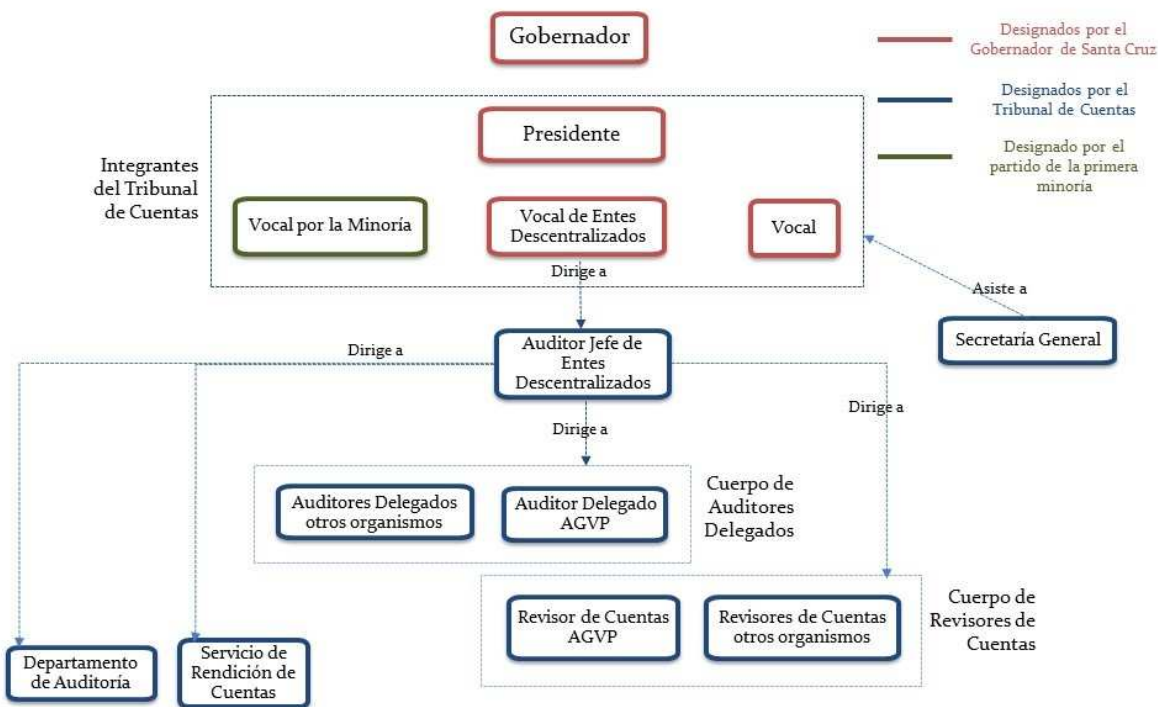 Gobernador
Designados por el
Gobernador de Santa Cruz
Designados por el
Tribunal de Cuentas
Designado por el
partido de la primera
minoría
Integrantes
del Tribunal
de Cuentas
Presidente
Vocal por la Minoría
Vocal de Entes
Descentralizados
Vocal
Dirige a
Asiste a
Secretaría General
Dirige a
Auditor Jefe de
Entes
Descentralizados
Dirige a
Dirige a
Auditores Delegados
otros organismos
Auditor Delegado
AGVP
Cuerpo de
Auditores
Delegados
Revisor de Cuentas
AGVP
Revisores de Cuentas
otros organismos
Cuerpo de
Revisores de
Cuentas
Departamento
de Auditoría
Servicio de
Rendición de
Cuentas